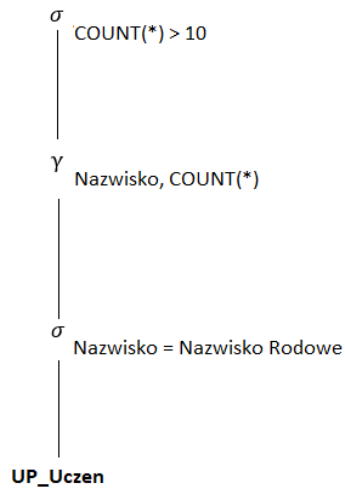 σ
COUNT(*) > 10
γ
Nazwisko, COUNT(*)
σ
Nazwisko = Nazwisko Rodowe
UP_Uczen